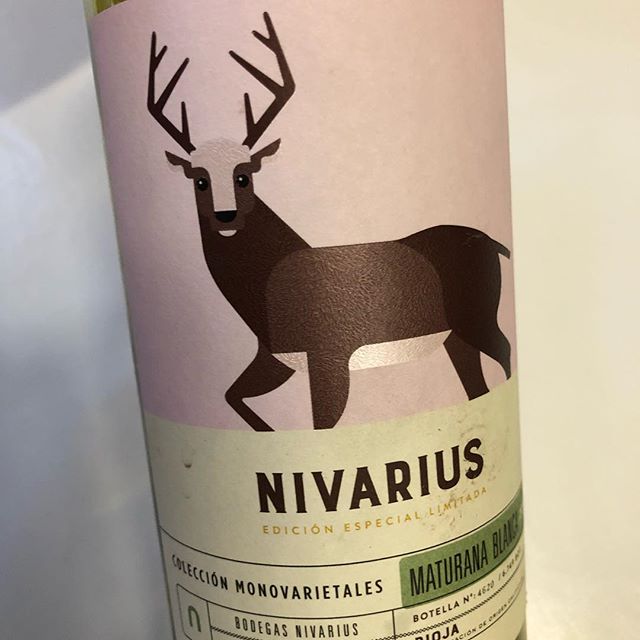 NIVARIUS
EDICIÓN ESPECIAL LIMITADA
COLECCIÓN MONOVARIETALES
MATURANA BLANCA
n
BODEGAS NIVARIUS
BOTELLA Nº: 4620 /
RIOJA